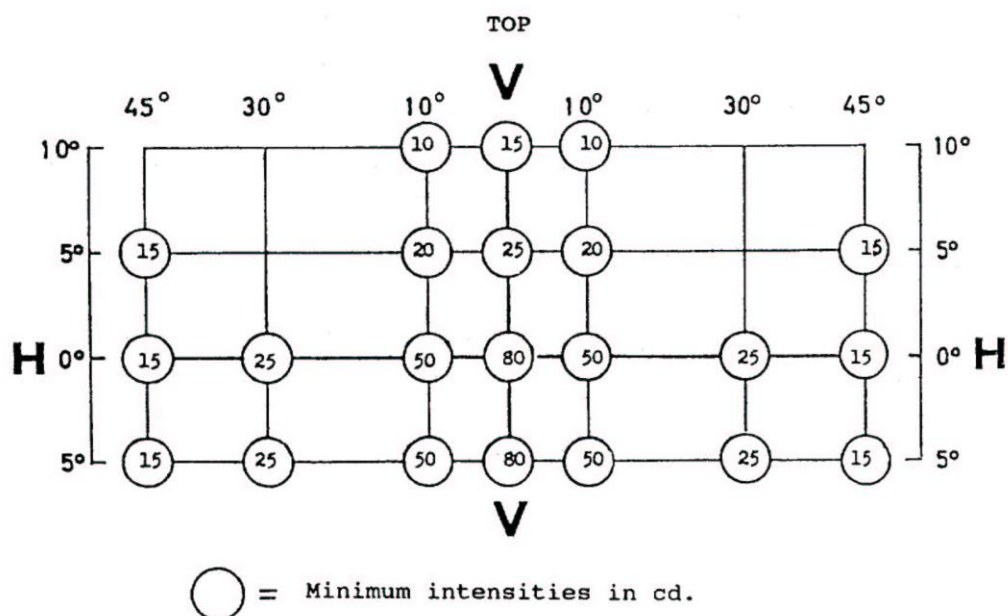 TOP
V
45° 30° 10° 10° 30° 45°
10° 10 15 10 10°
5° 15 20 25 20 15 5°
H 0° 15 25 50 80 50 25 15 0° H
5° 15 25 50 80 50 25 15 5°
V
= Minimum intensities in cd.